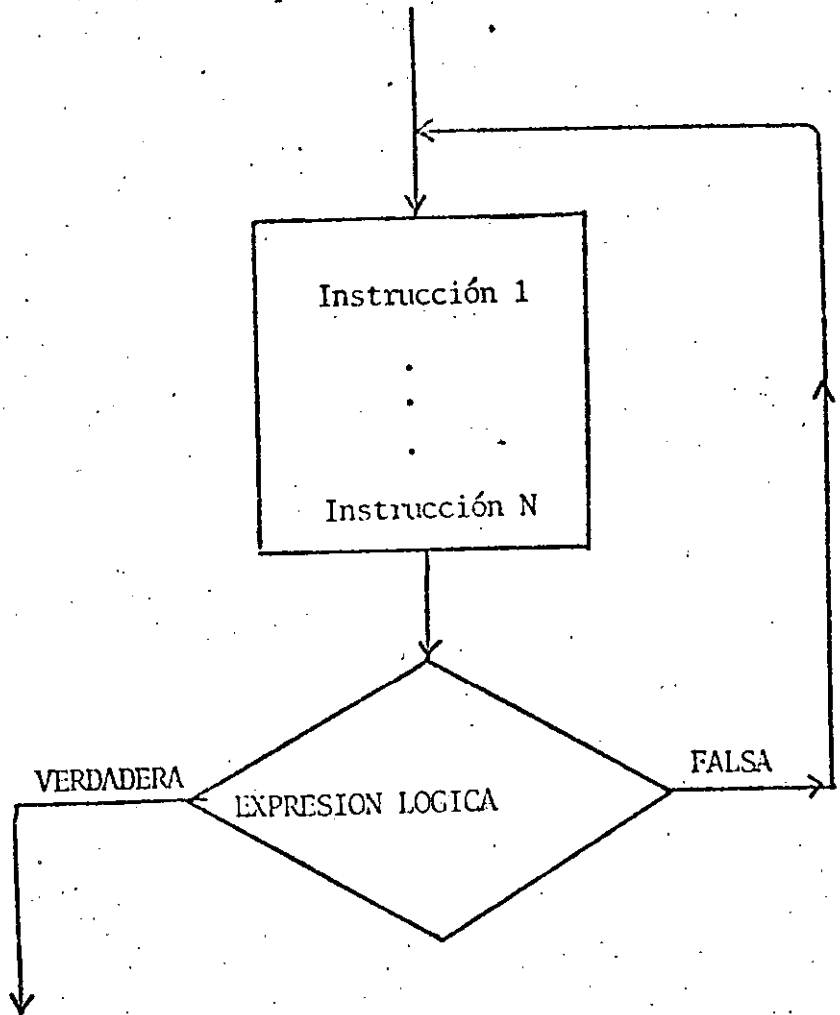 Instrucción 1
.
.
.
Instrucción N
VERDADERA
EXPRESION LOGICA
FALSA